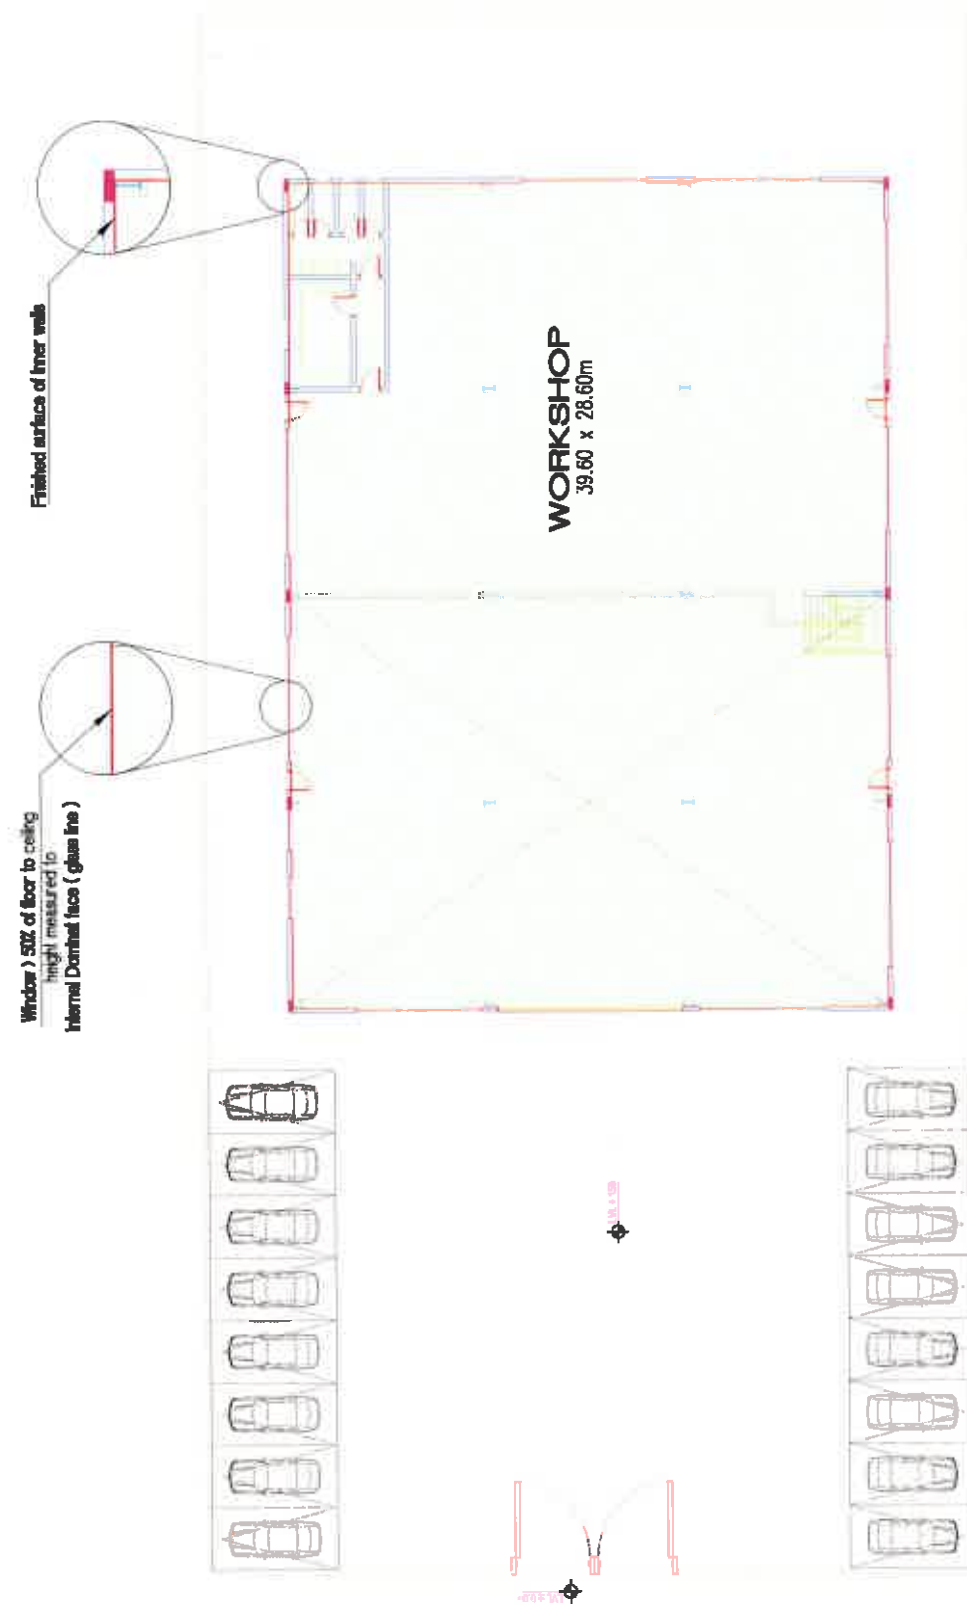 Finished surface of inner walls
Window ) 50% of floor to ceiling
height measured to
Internal Dominat face ( glass line )
WORKSHOP
39.60 x 28.60m